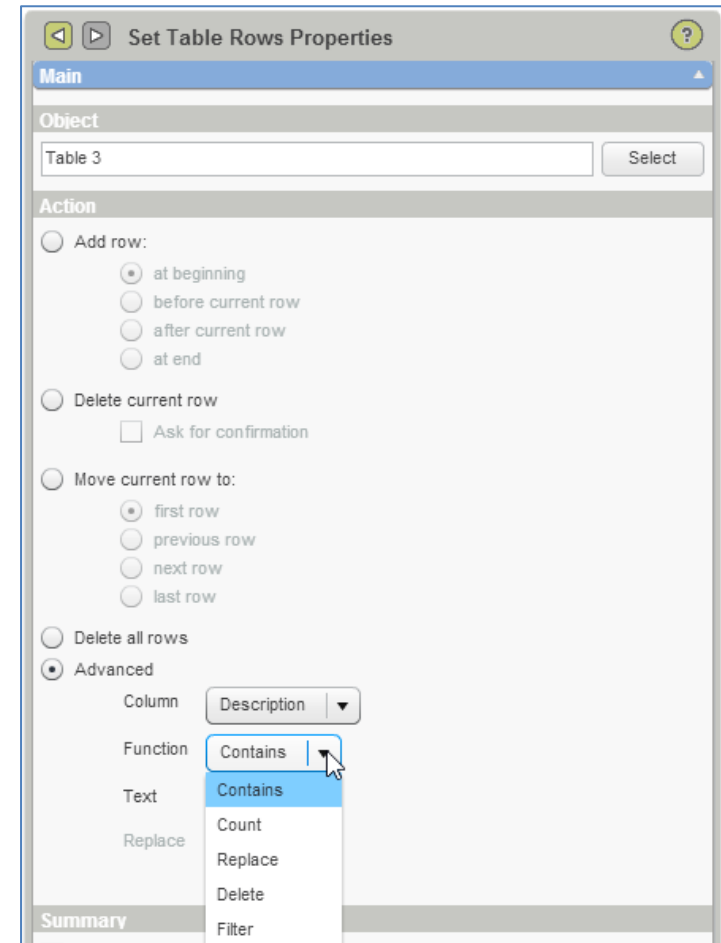 Set Table Rows Properties ?
Main
Object
Table 3 Select
Action
Add row:
at beginning
before current row
after current row
at end
Delete current row
Ask for confirmation
Move current row to:
first row
previous row
next row
last row
Delete all rows
Advanced
Column Description
Function Contains
Text Contains
Count
Replace
Replace
Delete
Summary
Filter